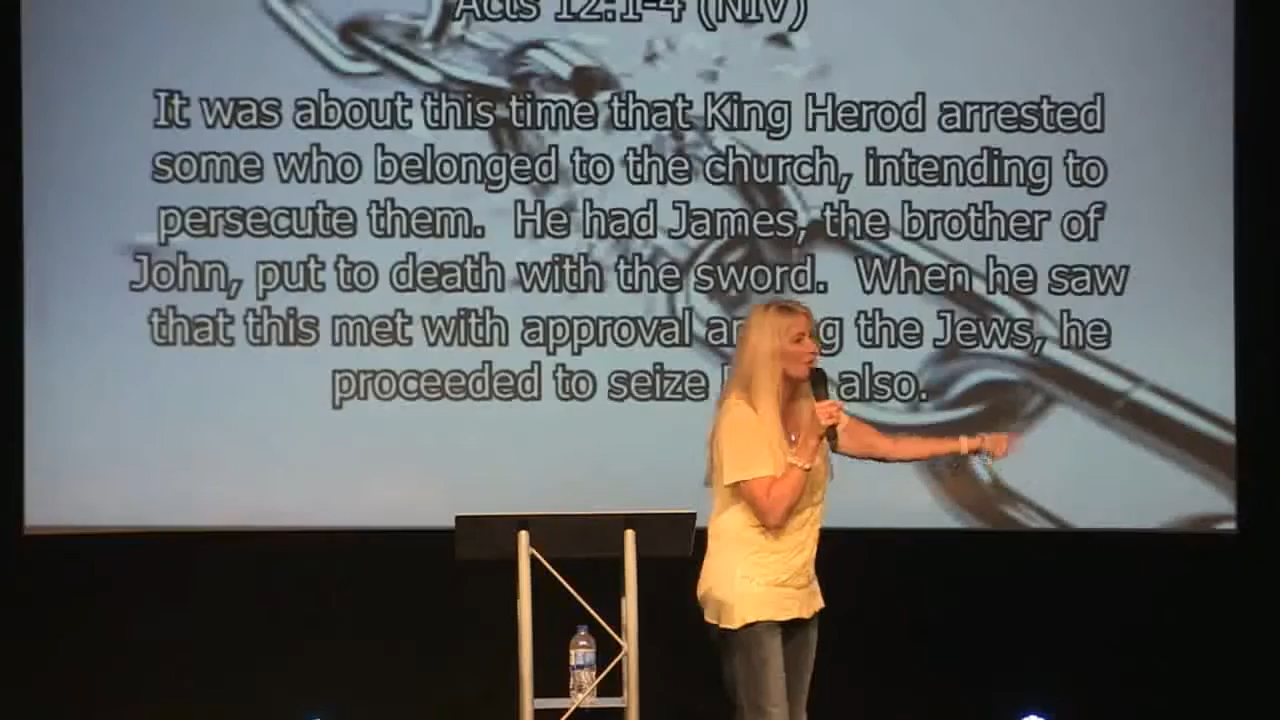 Acts 12:1-4 (NIV)
It was about this time that King Herod arrested
some who belonged to the church, intending to
persecute them. He had James, the brother of
John, put to death with the sword. When he saw
that this met with approval the Jews, he
proceeded to seize also.